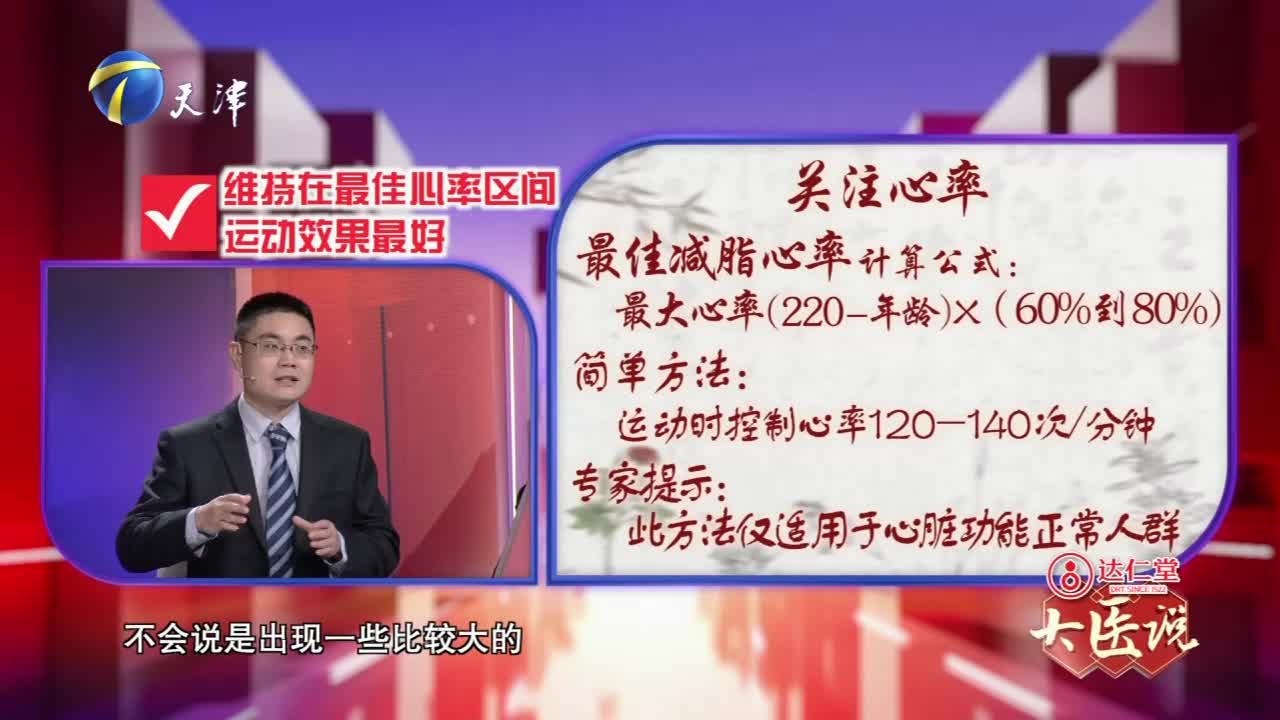 天津
维持在最佳心率区间
运动效果最好
关注心率
最佳减脂心率计算公式：
最大心率(220-年龄)×（60%到80%）
简单方法：
运动时控制心率120-140次/分钟
专家提示：
此方法仅适用于心脏功能正常人群
达仁堂
DRT SINCE 1522
大医说
不会说是出现一些比较大的